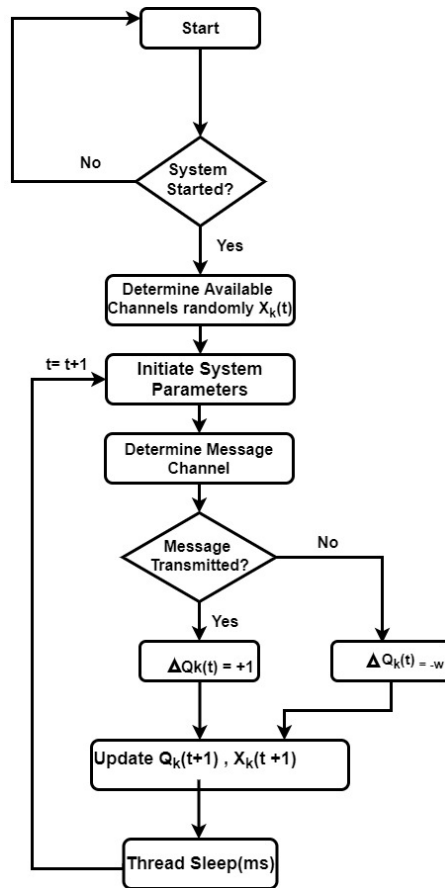 Start
No
System
Started?
Yes
Determine Available
Channels randomly Xk(t)
t= t+1
Initiate System
Parameters
Determine Message
Channel
Message
Transmitted?
No
Yes
ΔQk(t) = +1
ΔQk(t) = -w
Update Qk(t+1) , Xk(t +1)
Thread Sleep(ms)